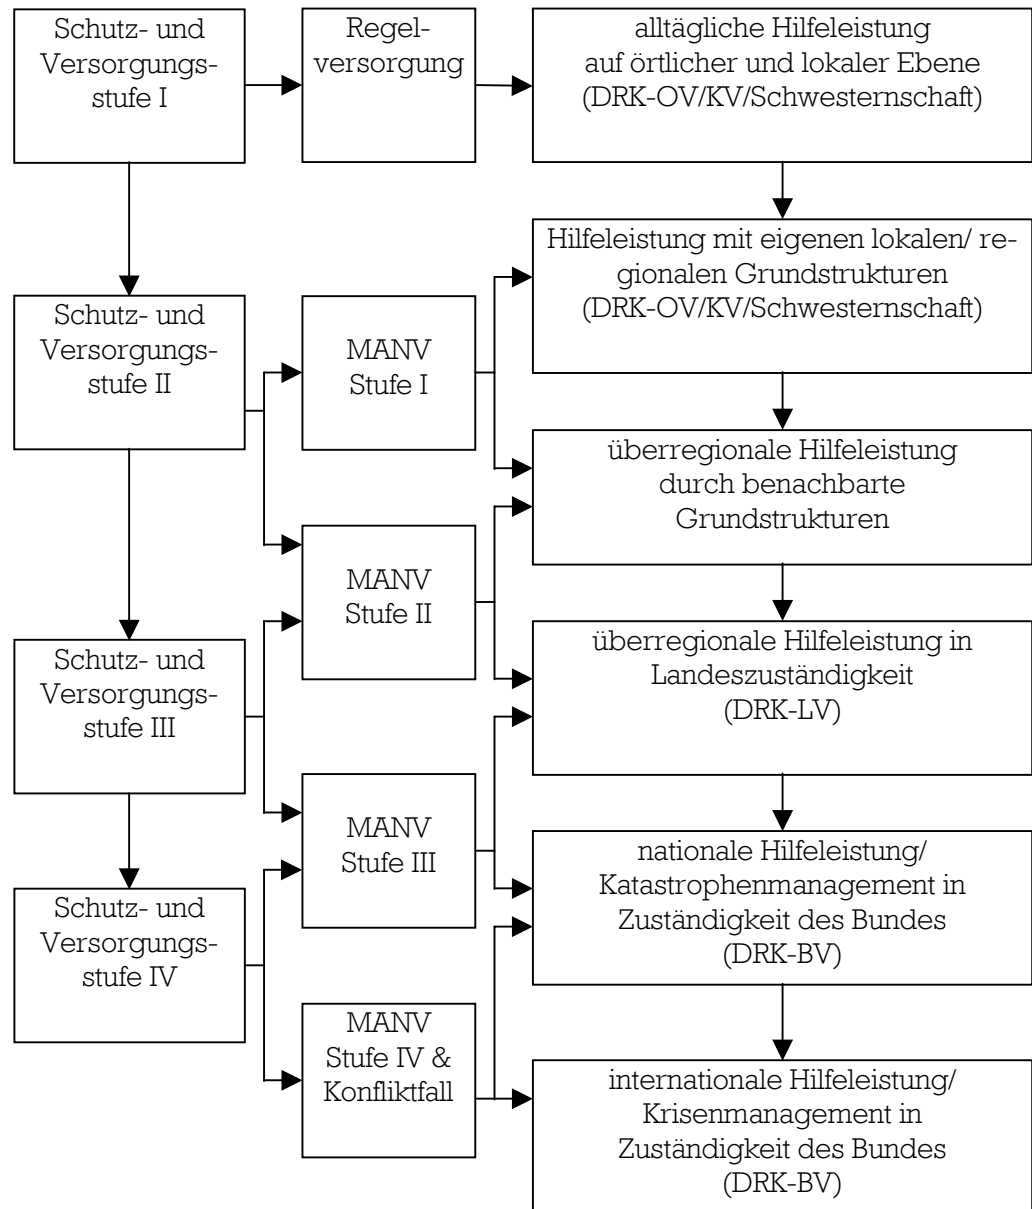 Schutz- und
Versorgungs-
stufe I
Regel-
versorgung
alltägliche Hilfeleistung
auf örtlicher und lokaler Ebene
(DRK-OV/KV/Schwesternschaft)
Hilfeleistung mit eigenen lokalen/ re-
gionalen Grundstrukturen
(DRK-OV/KV/Schwesternschaft)
Schutz- und
Versorgungs-
stufe II
MANV
Stufe I
überregionale Hilfeleistung
durch benachbarte
Grundstrukturen
MANV
Stufe II
Schutz- und
Versorgungs-
stufe III
überregionale Hilfeleistung in
Landeszuständigkeit
(DRK-LV)
MANV
Stufe III
nationale Hilfeleistung/
Katastrophenmanagement in
Zuständigkeit des Bundes
(DRK-BV)
Schutz- und
Versorgungs-
stufe IV
MANV
Stufe IV &
Konfliktfall
internationale Hilfeleistung/
Krisenmanagement in
Zuständigkeit des Bundes
(DRK-BV)